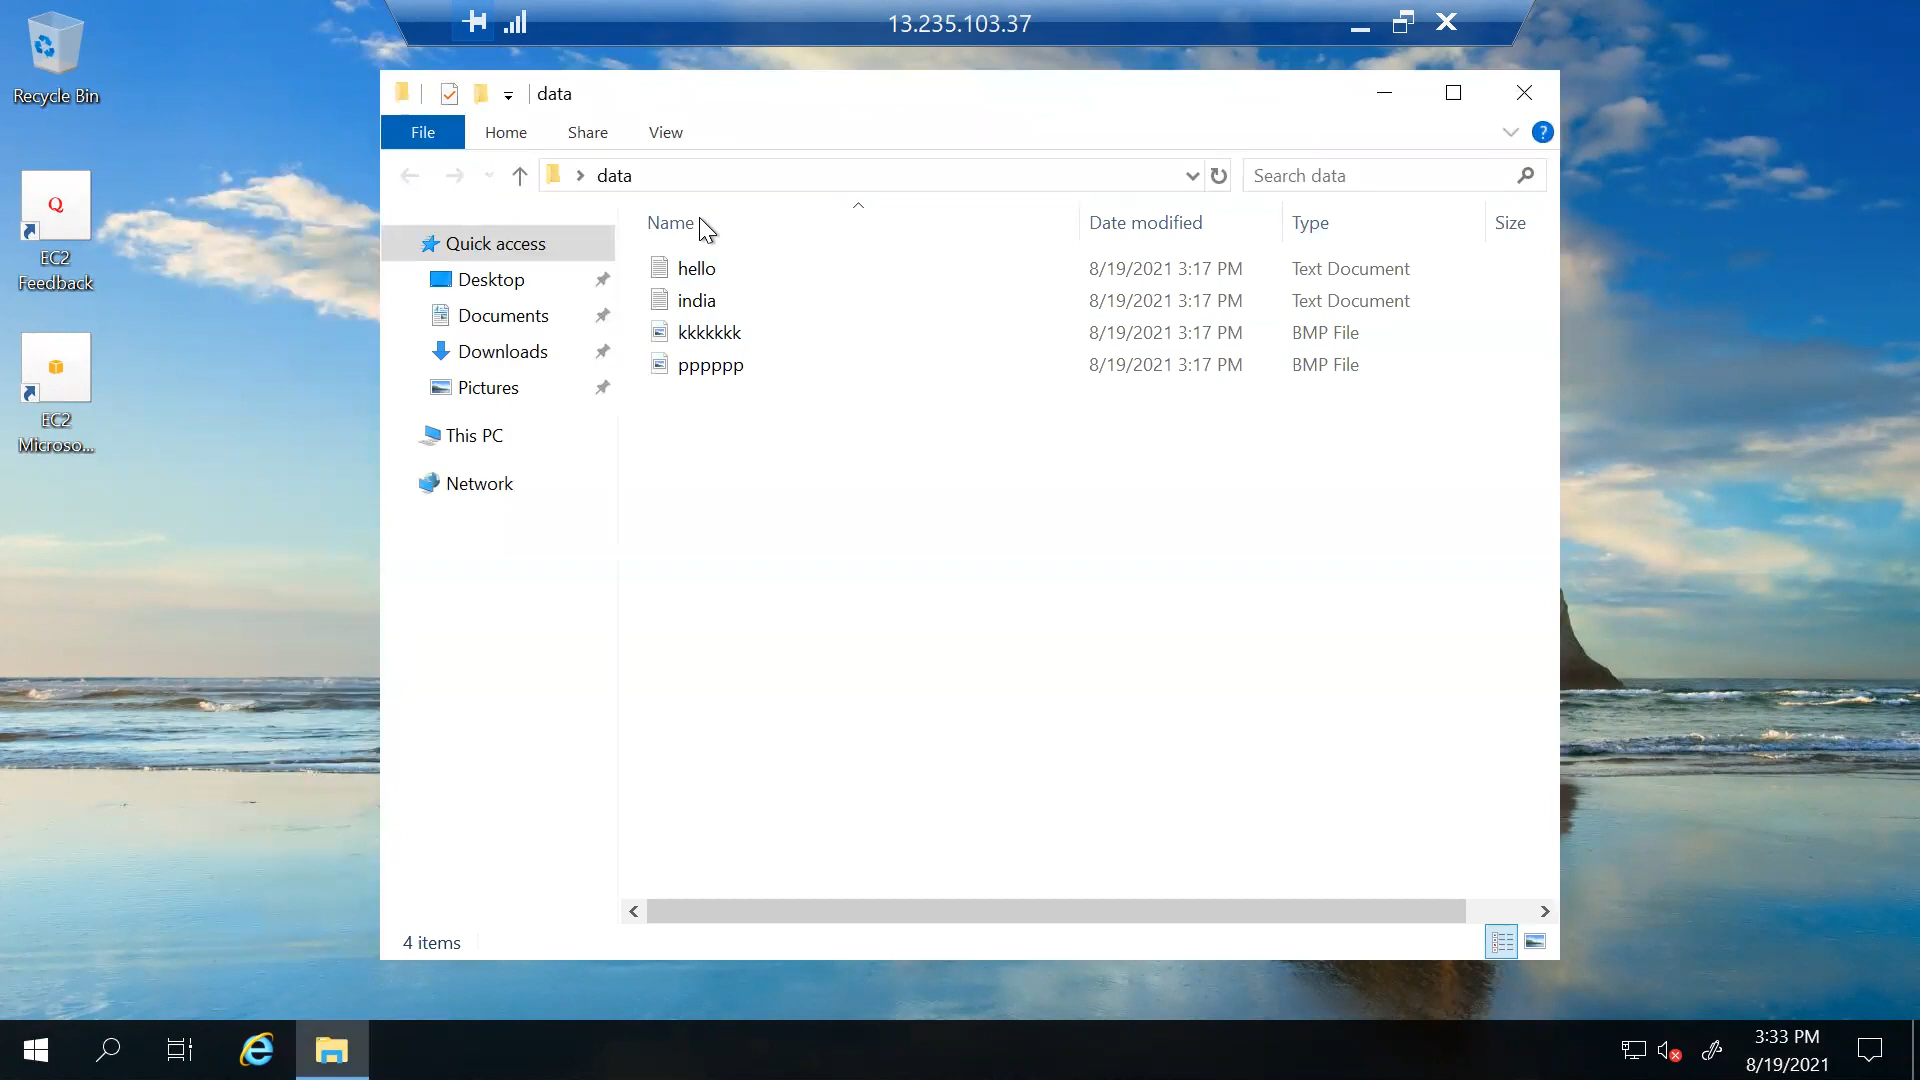 13.235.103.37
Recycle Bin
Q
EC2
Feedback
EC2
Microso...
data
File Home Share View
?
data
Search data
Name Date modified Type Size
Quick access
Desktop
Documents
Downloads
Pictures
This PC
Network
hello 8/19/2021 3:17 PM Text Document
india 8/19/2021 3:17 PM Text Document
kkkkkkk 8/19/2021 3:17 PM BMP File
pppppp 8/19/2021 3:17 PM BMP File
4 items
3:33 PM
8/19/2021